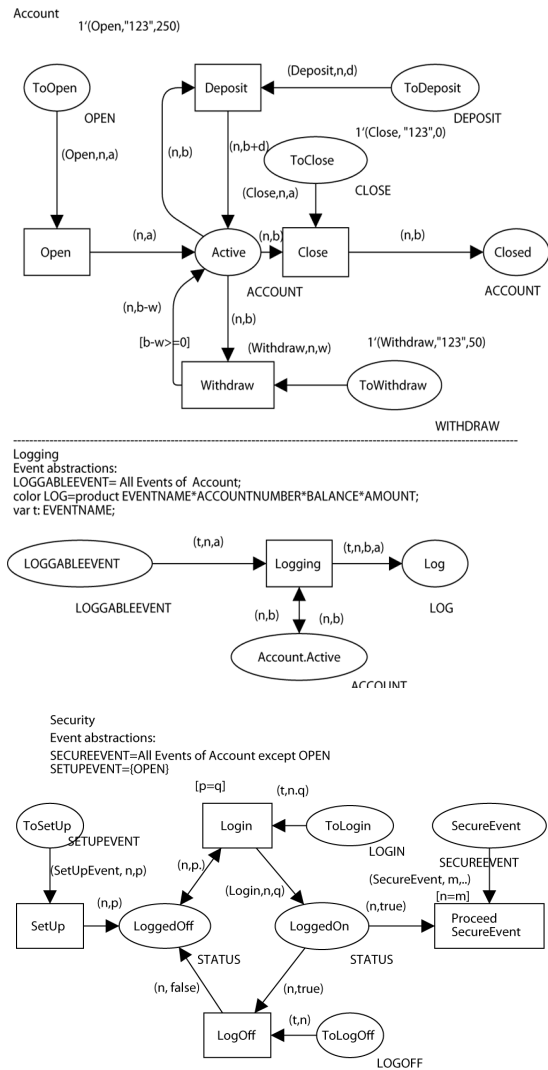 Account
1‘(Open,"123",250)
ToOpen
OPEN
Deposit
(Deposit,n,d)
ToDeposit
DEPOSIT
(Open,n,a)
(n,b)
(n,b+d)
1‘(Close, "123",0)
ToClose
CLOSE
(Close,n,a)
Open
(n,a)
Active
ACCOUNT
(n,b)
Close
(n,b)
Closed
ACCOUNT
(n,b-w)
(n,b)
[b-w>=0]
(Withdraw,n,w)
1‘(Withdraw,"123",50)
Withdraw
ToWithdraw
WITHDRAW
Logging
Event abstractions:
LOGGABLEEVENT= All Events of Account;
color LOG=product EVENTNAME*ACCOUNTNUMBER*BALANCE*AMOUNT;
var t: EVENTNAME;
LOGGABLEEVENT
(t,n,a)
Logging
(t,n,b,a)
Log
LOGGABLEEVENT
LOG
(n,b)
(n,b)
Account.Active
ACCOUNT
Security
Event abstractions:
SECUREEVENT=All Events of Account except OPEN
SETUPEVENT={OPEN}
[p=q]
(t,n.q)
ToSetUp
SETUPEVENT
Login
ToLogin
LOGIN
SecureEvent
SECUREEVENT
(SetUpEvent, n,p)
(n,p.)
(Login,n,q)
(SecureEvent, m,..)
[n=m]
(n,p)
(n,true)
SetUp
LoggedOff
STATUS
LoggedOn
STATUS
Proceed
SecureEvent
(n, false)
(n,true)
LogOff
(t,n)
ToLogOff
LOGOFF